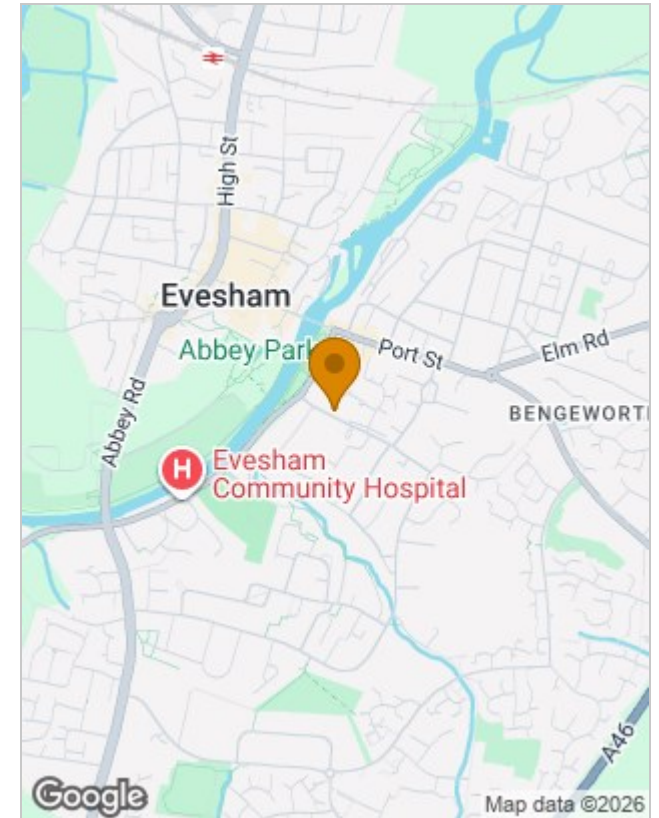 High St
Evesham
Abbey Park
Port St
Elm Rd
Abbey Rd
BENGEWORT
H
Evesham
Community Hospital
A46
Google
Map data ©2026